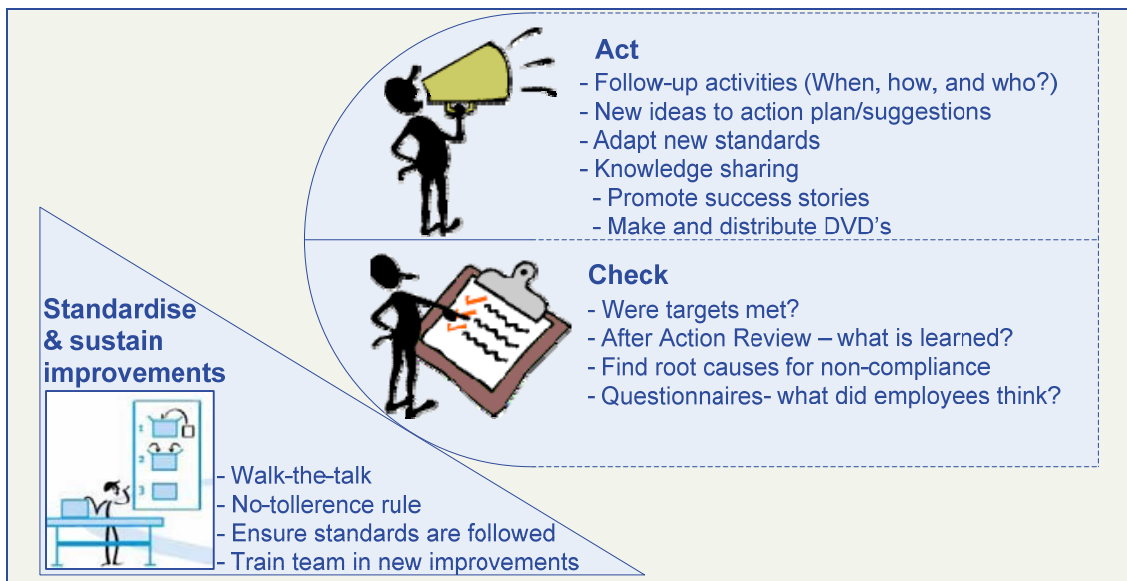 Act
- Follow-up activities (When, how, and who?)
- New ideas to action plan/suggestions
- Adapt new standards
- Knowledge sharing
- Promote success stories
- Make and distribute DVD's
Check
- Were targets met?
- After Action Review – what is learned?
- Find root causes for non-compliance
- Questionnaires- what did employees think?
Standardise
& sustain
improvements
1
2
3
- Walk-the-talk
- No-tollerence rule
- Ensure standards are followed
- Train team in new improvements